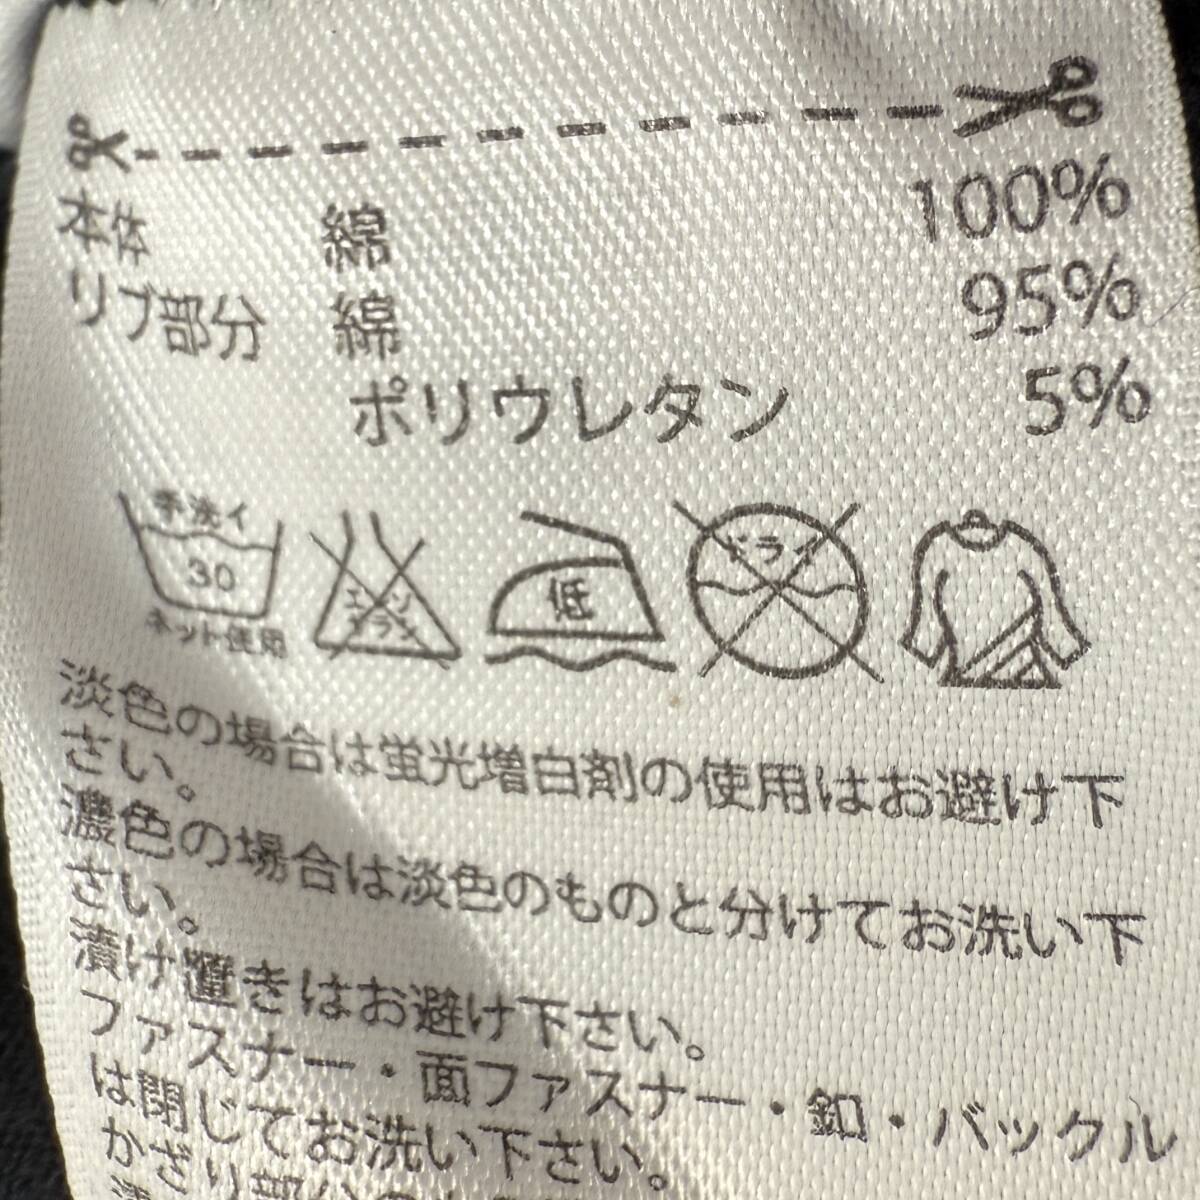 本体 綿 100%
リブ部分 綿 95%
ポリウレタン 5%
手洗イ
30
ネット使用
エンソ
サラシ
低
ドライ
淡色の場合は蛍光増白剤の使用はお避け下
さい。
濃色の場合は淡色のものと分けてお洗い下
さい。
漬け置きはお避け下さい。
ファスナー・面ファスナー・釦・バックル
は閉じてお洗い下さい。
かざり部分の